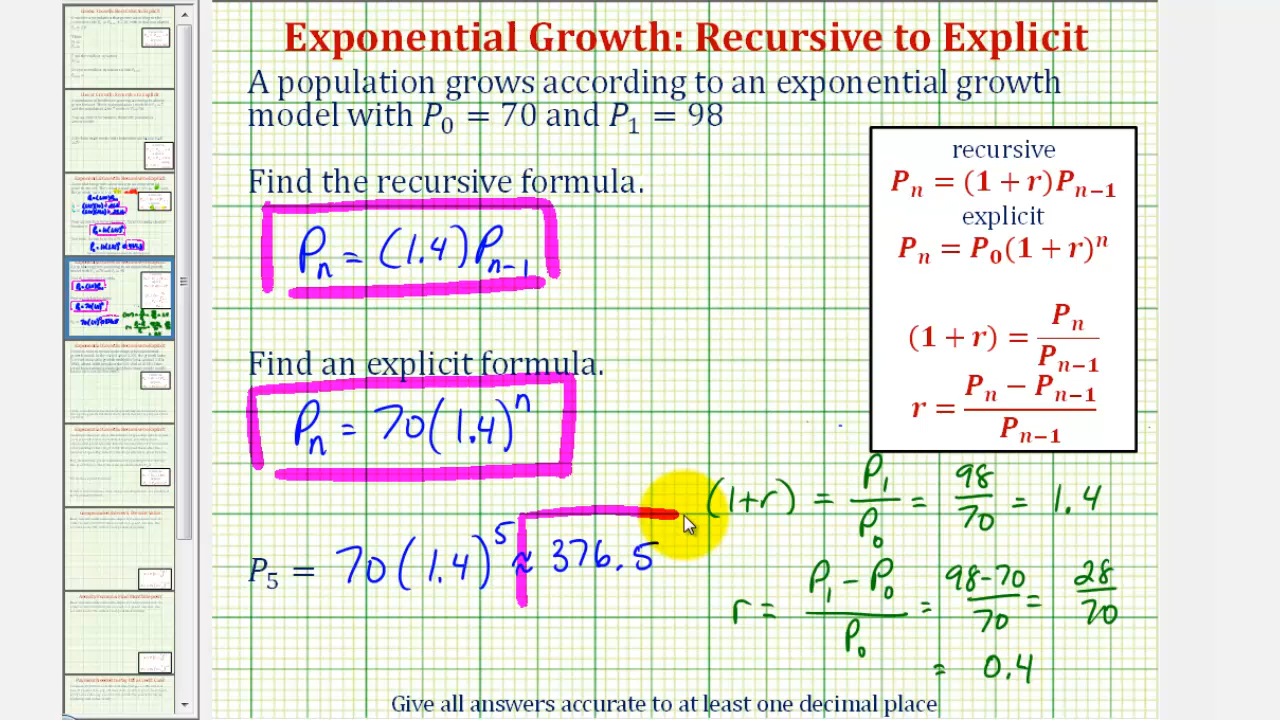 Exponential Growth: Recursive to Explicit
A population grows according to an exponential growth
model with P₀ = 70 and P₁ = 98
Find the recursive formula.
Pₙ = (1.4)Pₙ₋₁
Find an explicit formula.
Pₙ = 70(1.4)ⁿ
P₅ = 70(1.4)⁵ ≈ 376.5
recursive
Pₙ = (1 + r)Pₙ₋₁
explicit
Pₙ = P₀(1 + r)ⁿ
(1 + r) = Pₙ / Pₙ₋₁
r = (Pₙ − Pₙ₋₁) / Pₙ₋₁
(1+r) = P₁ / P₀ = 98 / 70 = 1.4
r = (P₁ − P₀) / P₀ = (98-70) / 70 = 28 / 70
= 0.4
Give all answers accurate to at least one decimal place